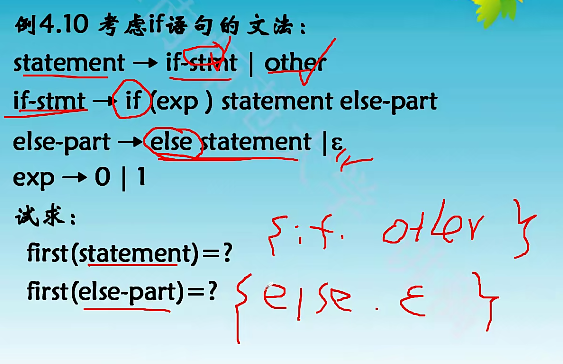 例4.10 考虑if语句的文法：
statement → if-stmt | other
if-stmt → if (exp ) statement else-part
else-part → else statement |ε
exp → 0 | 1
试求：
first(statement)=? {if. other }
first(else-part)=? {else . ε }